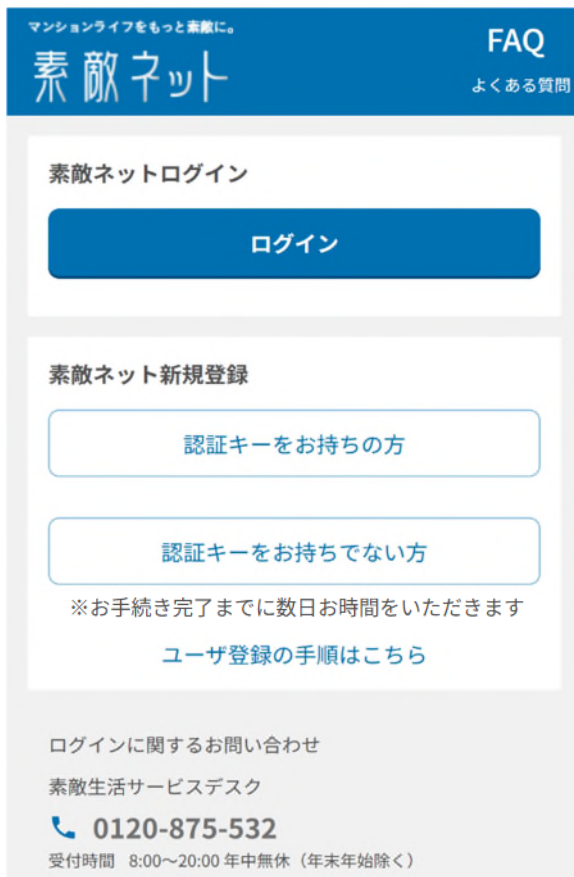 マンションライフをもっと素敵に。
素敵ネット
FAQ
よくある質問
素敵ネットログイン
ログイン
素敵ネット新規登録
認証キーをお持ちの方
認証キーをお持ちでない方
※お手続き完了までに数日お時間をいただきます
ユーザ登録の手順はこちら
ログインに関するお問い合わせ
素敵生活サービスデスク
0120-875-532
受付時間 8:00～20:00 年中無休（年末年始除く）